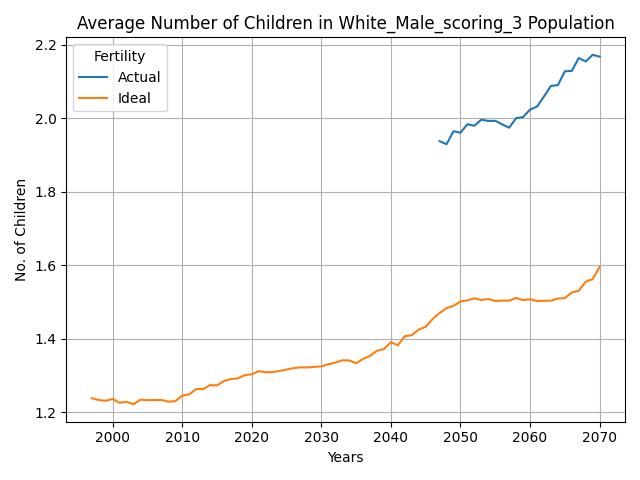 Average Number of Children in White_Male_scoring_3 Population
Fertility
Actual
Ideal
No. of Children
2.2
2.0
1.8
1.6
1.4
1.2
2000 2010 2020 2030 2040 2050 2060 2070
Years